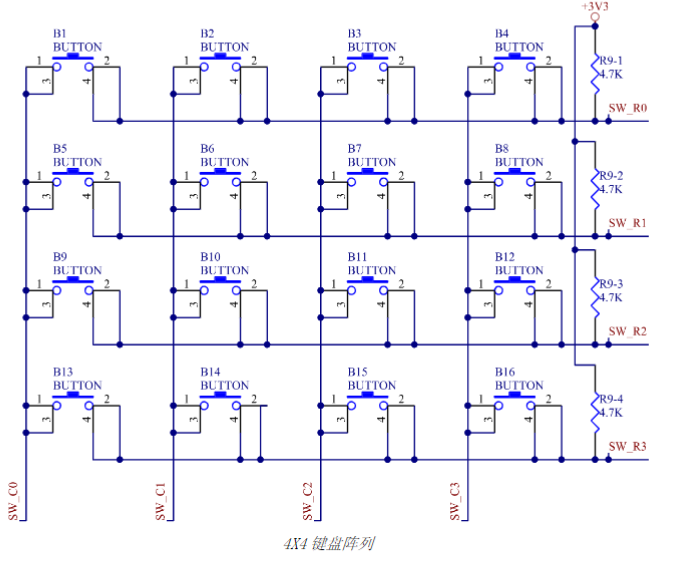 +3V3
B1 B2 B3 B4
BUTTON BUTTON BUTTON BUTTON
R9-1
4.7K
1 2 1 2 1 2 1 2
3 4 3 4 3 4 3 4
SW_R0
B5 B6 B7 B8
BUTTON BUTTON BUTTON BUTTON
R9-2
4.7K
1 2 1 2 1 2 1 2
3 4 3 4 3 4 3 4
SW_R1
B9 B10 B11 B12
BUTTON BUTTON BUTTON BUTTON
R9-3
4.7K
1 2 1 2 1 2 1 2
3 4 3 4 3 4 3 4
SW_R2
B13 B14 B15 B16
BUTTON BUTTON BUTTON BUTTON
R9-4
4.7K
1 2 1 2 1 2 1 2
3 4 3 4 3 4 3 4
SW_R3
SW_C0 SW_C1 SW_C2 SW_C3
4X4 键盘阵列